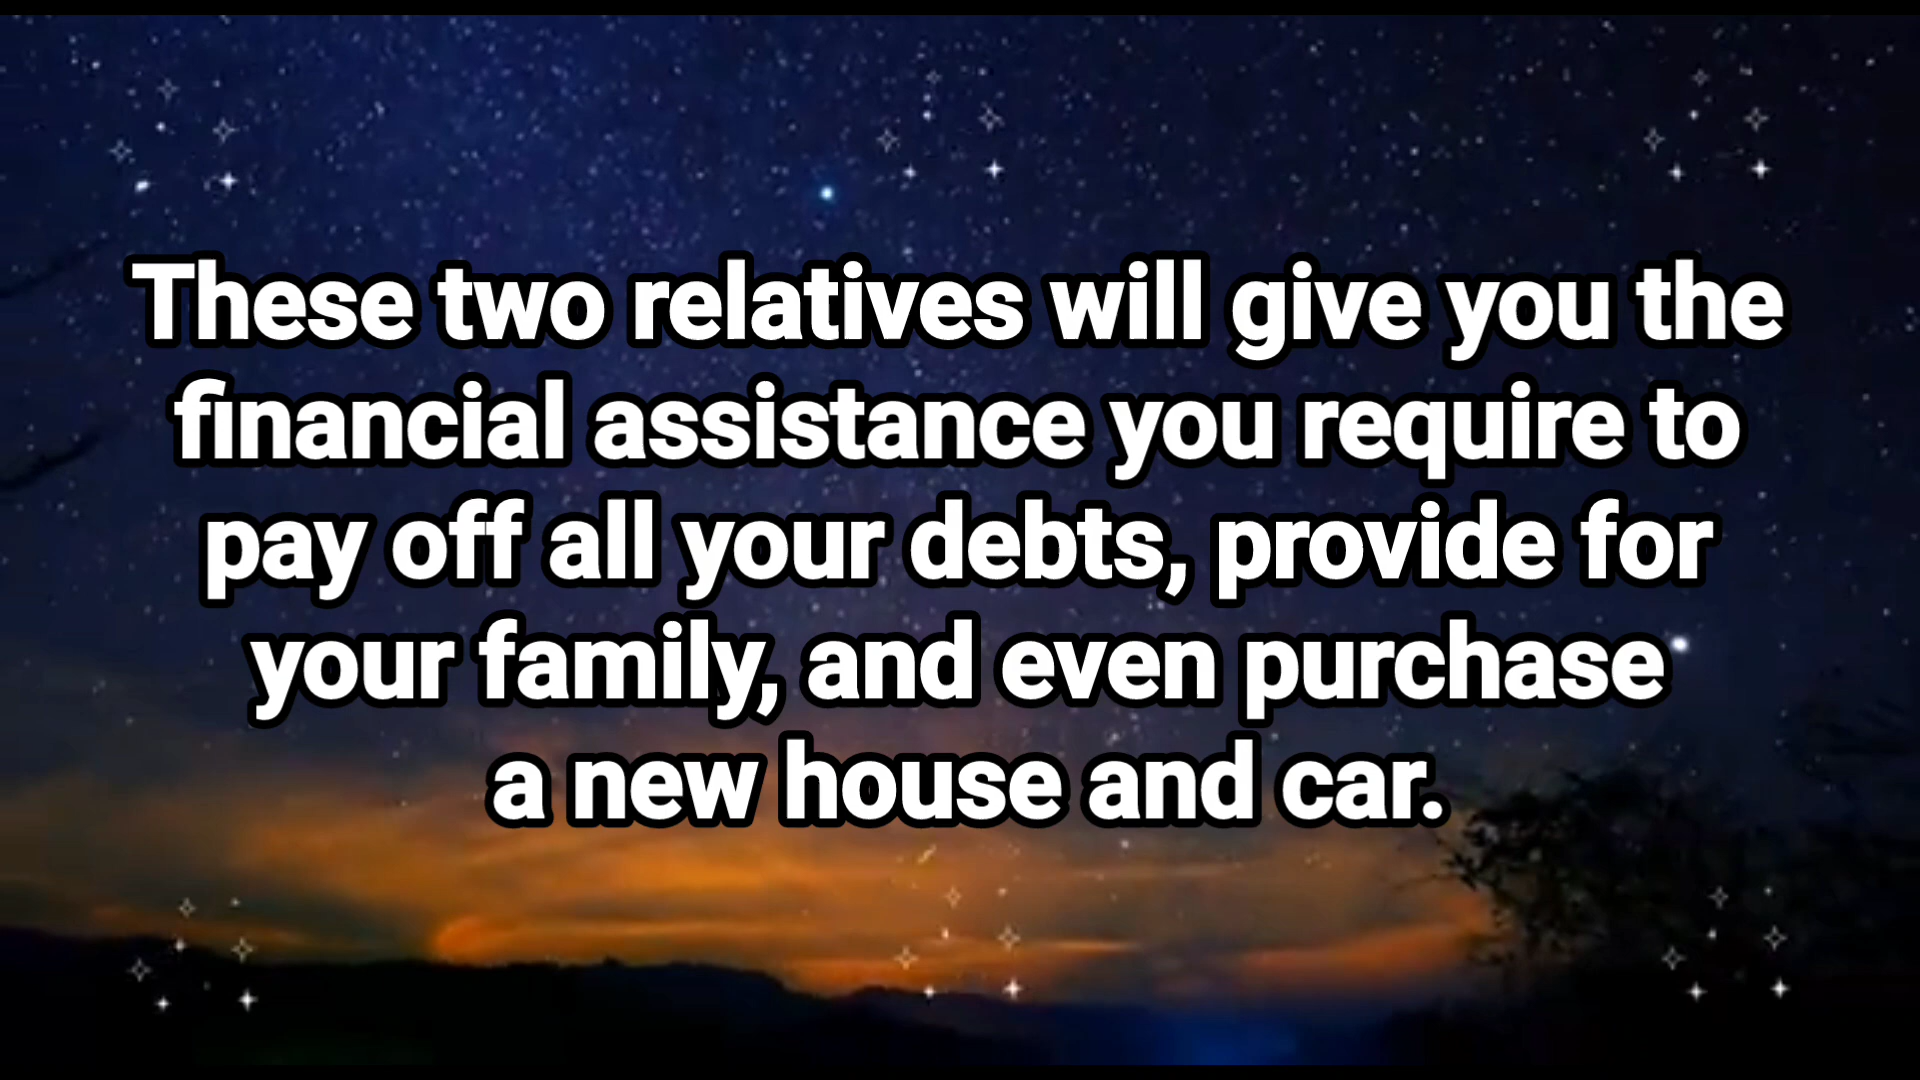 These two relatives will give you the
financial assistance you require to
pay off all your debts, provide for
your family, and even purchase
a new house and car.